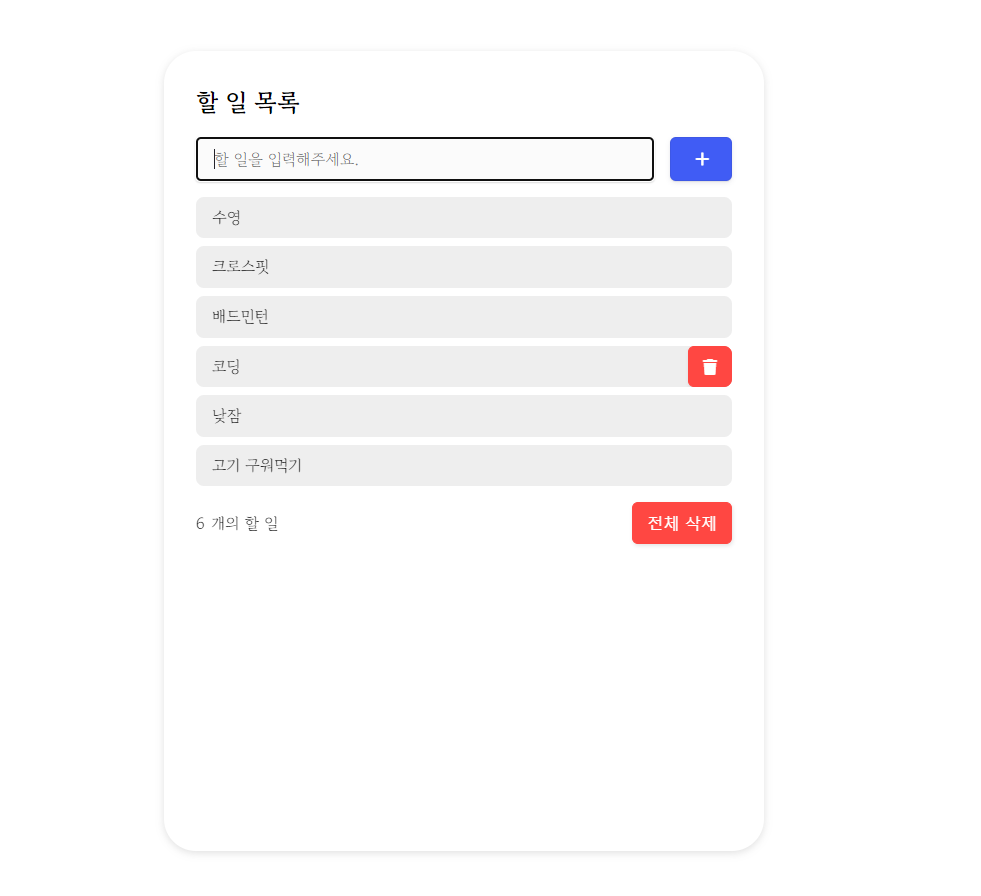 할 일 목록
할 일을 입력해주세요.
+
수영
크로스핏
배드민턴
코딩
낮잠
고기 구워먹기
6 개의 할 일
전체 삭제